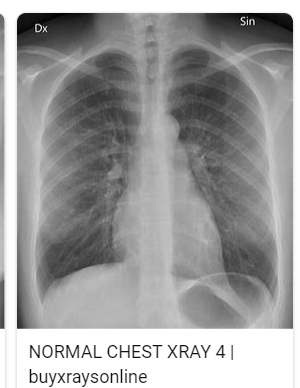 Dx Sin
NORMAL CHEST XRAY 4 |
buyxraysonline